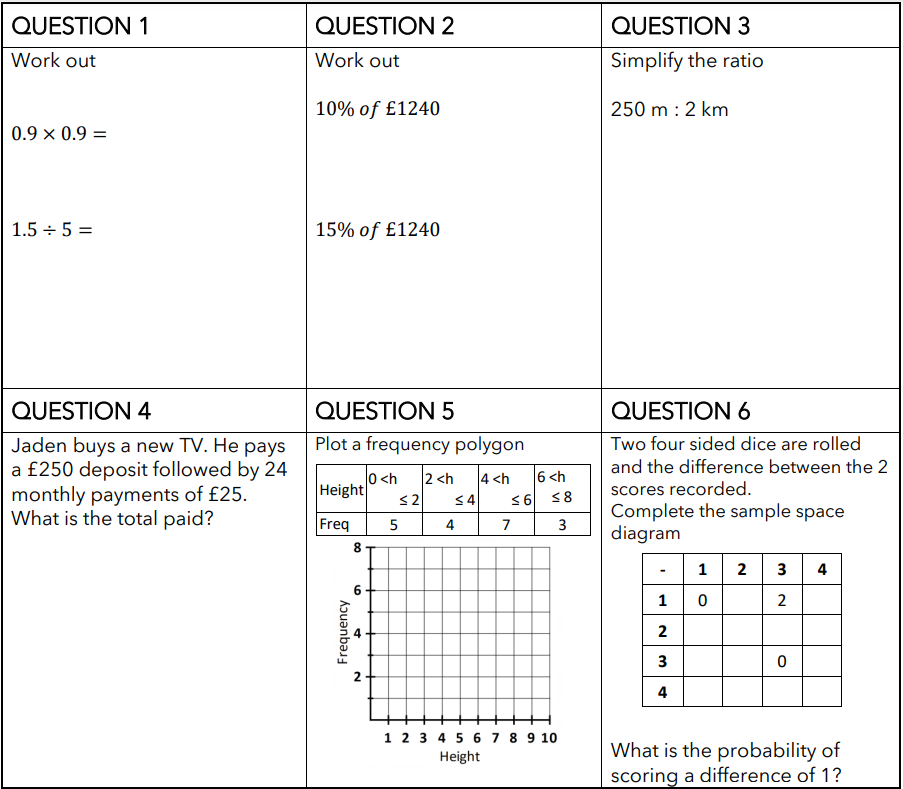 QUESTION 1
Work out
0.9 × 0.9 =
1.5 ÷ 5 =
QUESTION 2
Work out
10% of £1240
15% of £1240
QUESTION 3
Simplify the ratio
250 m : 2 km
QUESTION 4
Jaden buys a new TV. He pays
a £250 deposit followed by 24
monthly payments of £25.
What is the total paid?
QUESTION 5
Plot a frequency polygon
Height 0 <h ≤ 2 2 <h ≤ 4 4 <h ≤ 6 6 <h ≤ 8
Freq 5 4 7 3
8
6
4
2
Frequency
1 2 3 4 5 6 7 8 9 10
Height
QUESTION 6
Two four sided dice are rolled
and the difference between the 2
scores recorded.
Complete the sample space
diagram
- 1 2 3 4
1 0 2
2
3 0
4
What is the probability of
scoring a difference of 1?